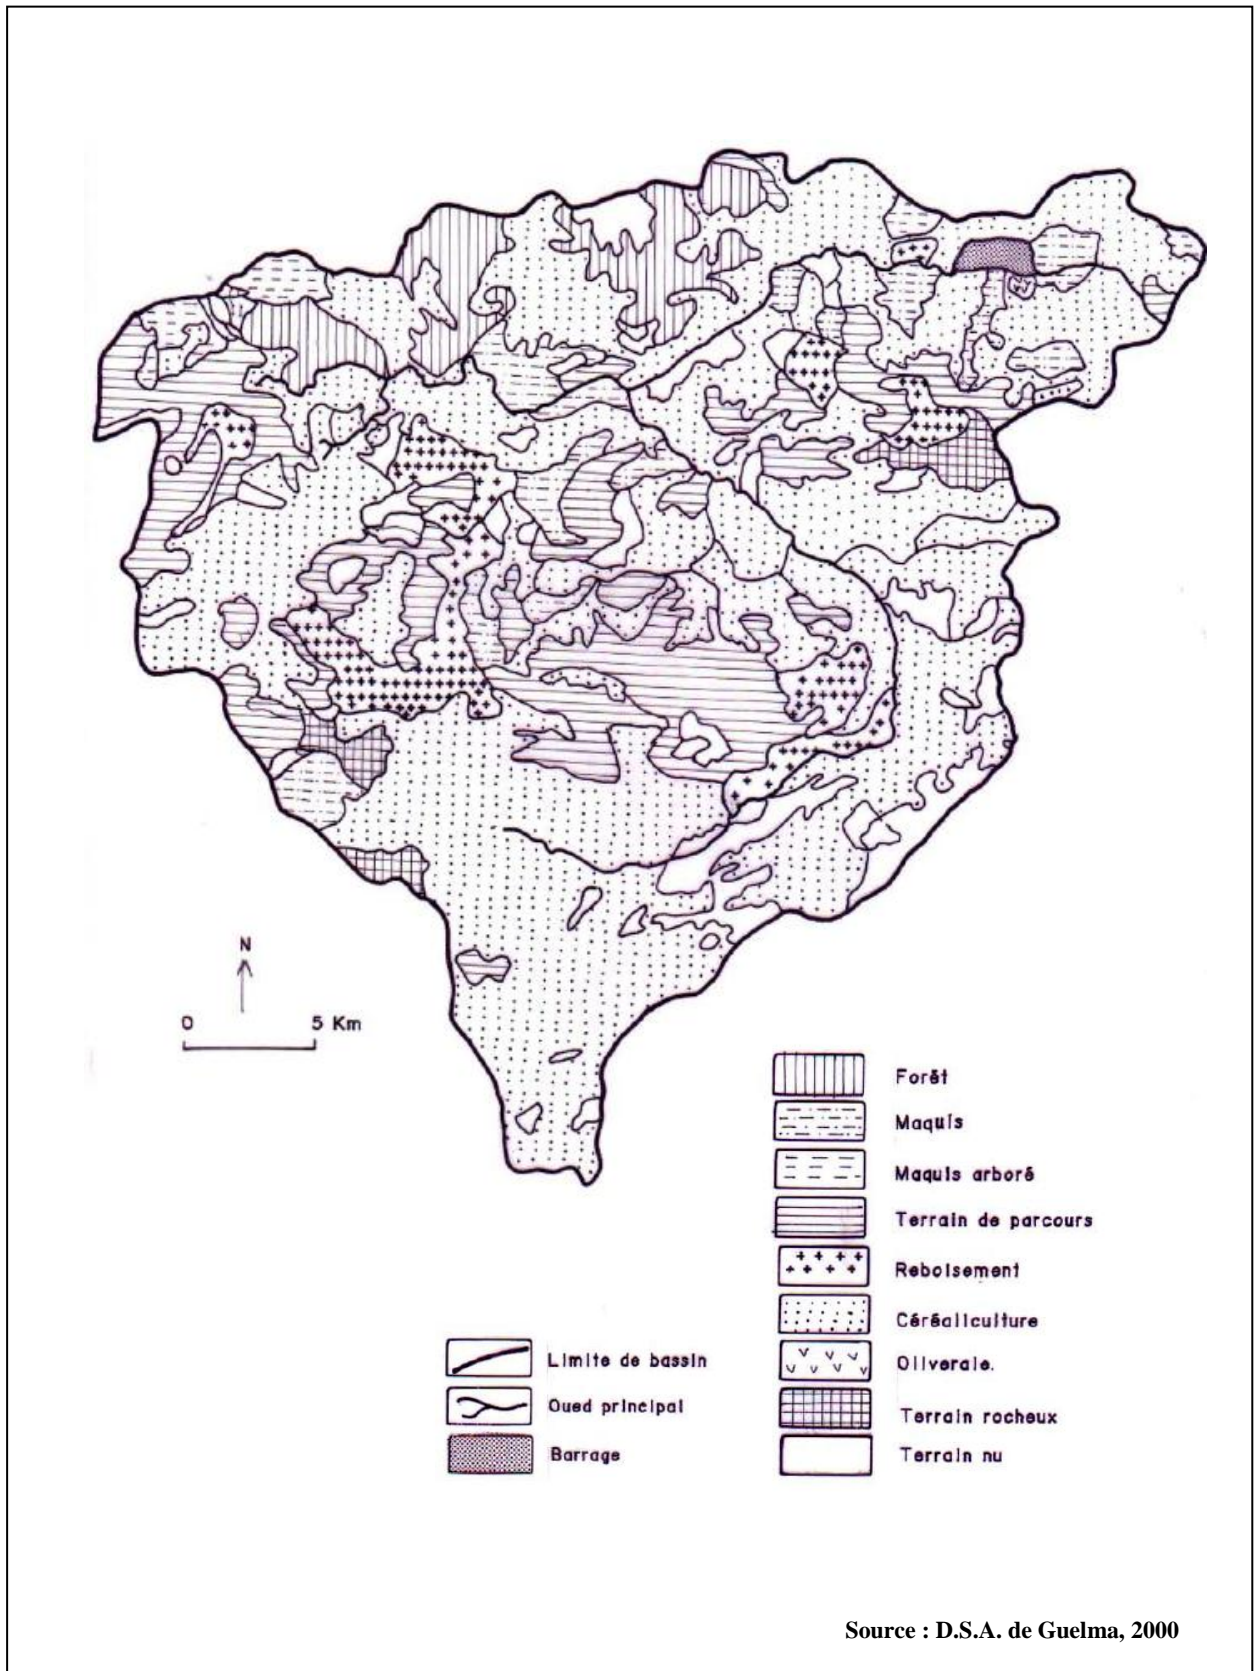 N
0 5 Km
Forêt
Maquis
Maquis arboré
Terrain de parcours
Reboisement
Céréaliculture
Oliveraie.
Terrain rocheux
Terrain nu
Limite de bassin
Oued principal
Barrage
Source : D.S.A. de Guelma, 2000